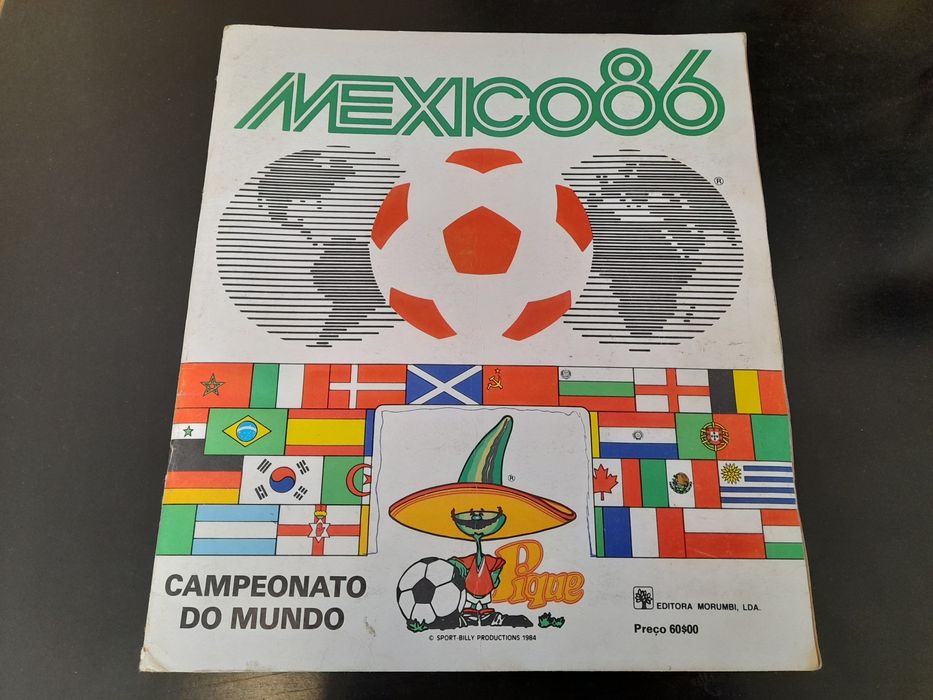 MEXICO86
®
®
Pique
CAMPEONATO
DO MUNDO
© SPORT-BILLY PRODUCTIONS 1984
EDITORA MORUMBI, LDA.
Preço 60$00